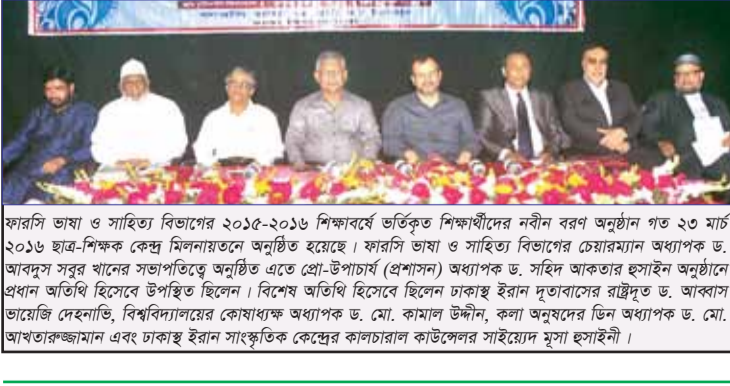 ফারসি ভাষা ও সাহিত্য বিভাগের ২০১৫-২০১৬ শিক্ষাবর্ষে ভর্তিকৃত শিক্ষার্থীদের নবীন বরণ অনুষ্ঠান গত ২৩ মার্চ
২০১৬ ছাত্র-শিক্ষক কেন্দ্র মিলনায়তনে অনুষ্ঠিত হয়েছে। ফারসি ভাষা ও সাহিত্য বিভাগের চেয়ারম্যান অধ্যাপক ড.
আবদুস সবুর খানের সভাপতিত্বে অনুষ্ঠিত এতে প্রো-উপাচার্য (প্রশাসন) অধ্যাপক ড. সহিদ আকতার হুসাইন অনুষ্ঠানে
প্রধান অতিথি হিসেবে উপস্থিত ছিলেন। বিশেষ অতিথি হিসেবে ছিলেন ঢাকাস্থ ইরান দূতাবাসের রাষ্ট্রদূত ড. আব্বাস
ভায়েজি দেহনাভি, বিশ্ববিদ্যালয়ের কোষাধ্যক্ষ অধ্যাপক ড. মো. কামাল উদ্দীন, কলা অনুষদের ডিন অধ্যাপক ড. মো.
আখতারুজ্জামান এবং ঢাকাস্থ ইরান সাংস্কৃতিক কেন্দ্রের কালচারাল কাউন্সেলর সাইয়্যেদ মূসা হুসাইনী।